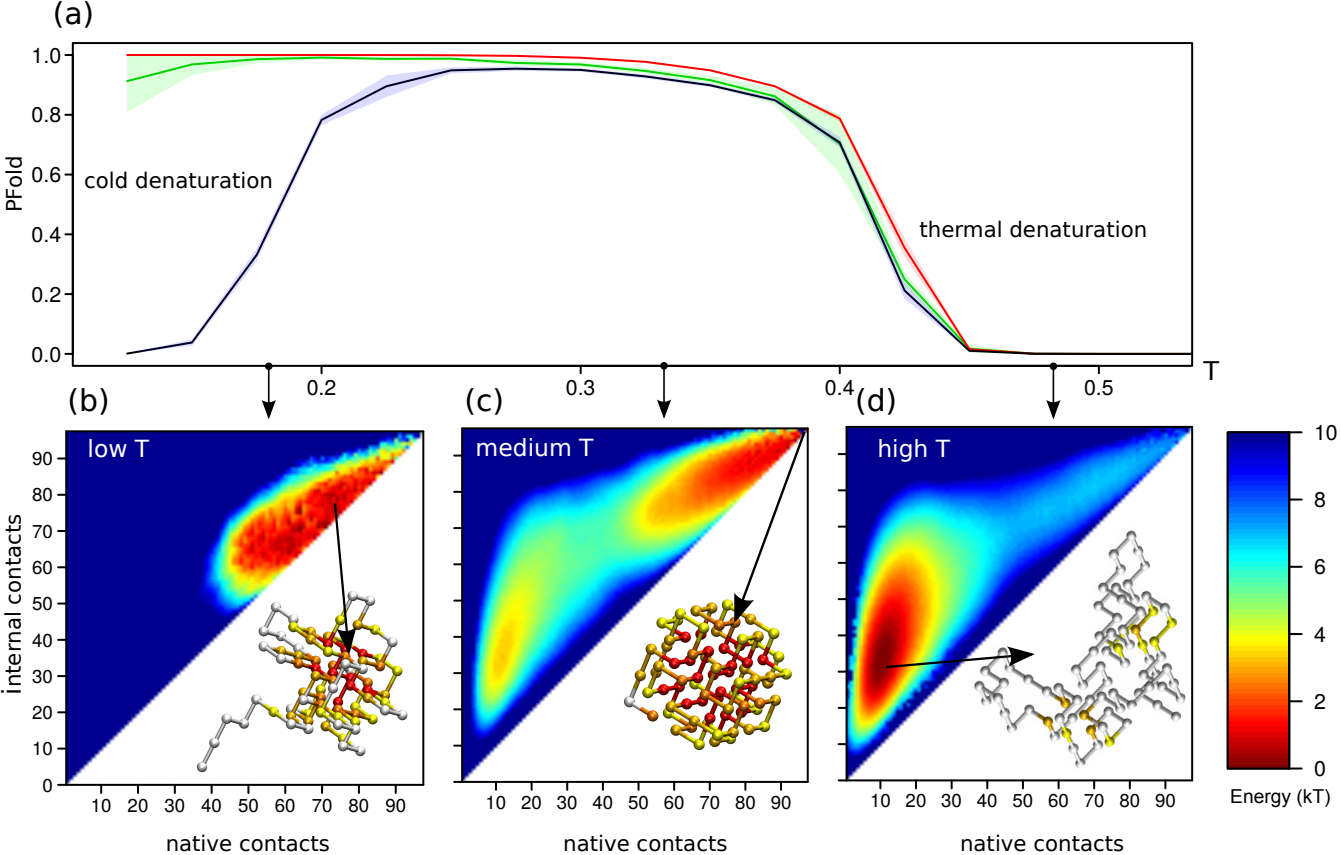 (a)
PFold
1.0
0.8
0.6
0.4
0.2
0.0
cold denaturation
thermal denaturation
0.2
0.3
0.4
0.5
T
(b)
(c)
(d)
low T
medium T
high T
internal contacts
90
80
70
60
50
40
30
20
10
0
10 20 30 40 50 60 70 80 90
10 20 30 40 50 60 70 80 90
10 20 30 40 50 60 70 80 90
native contacts
native contacts
native contacts
10
8
6
4
2
0
Energy (kT)